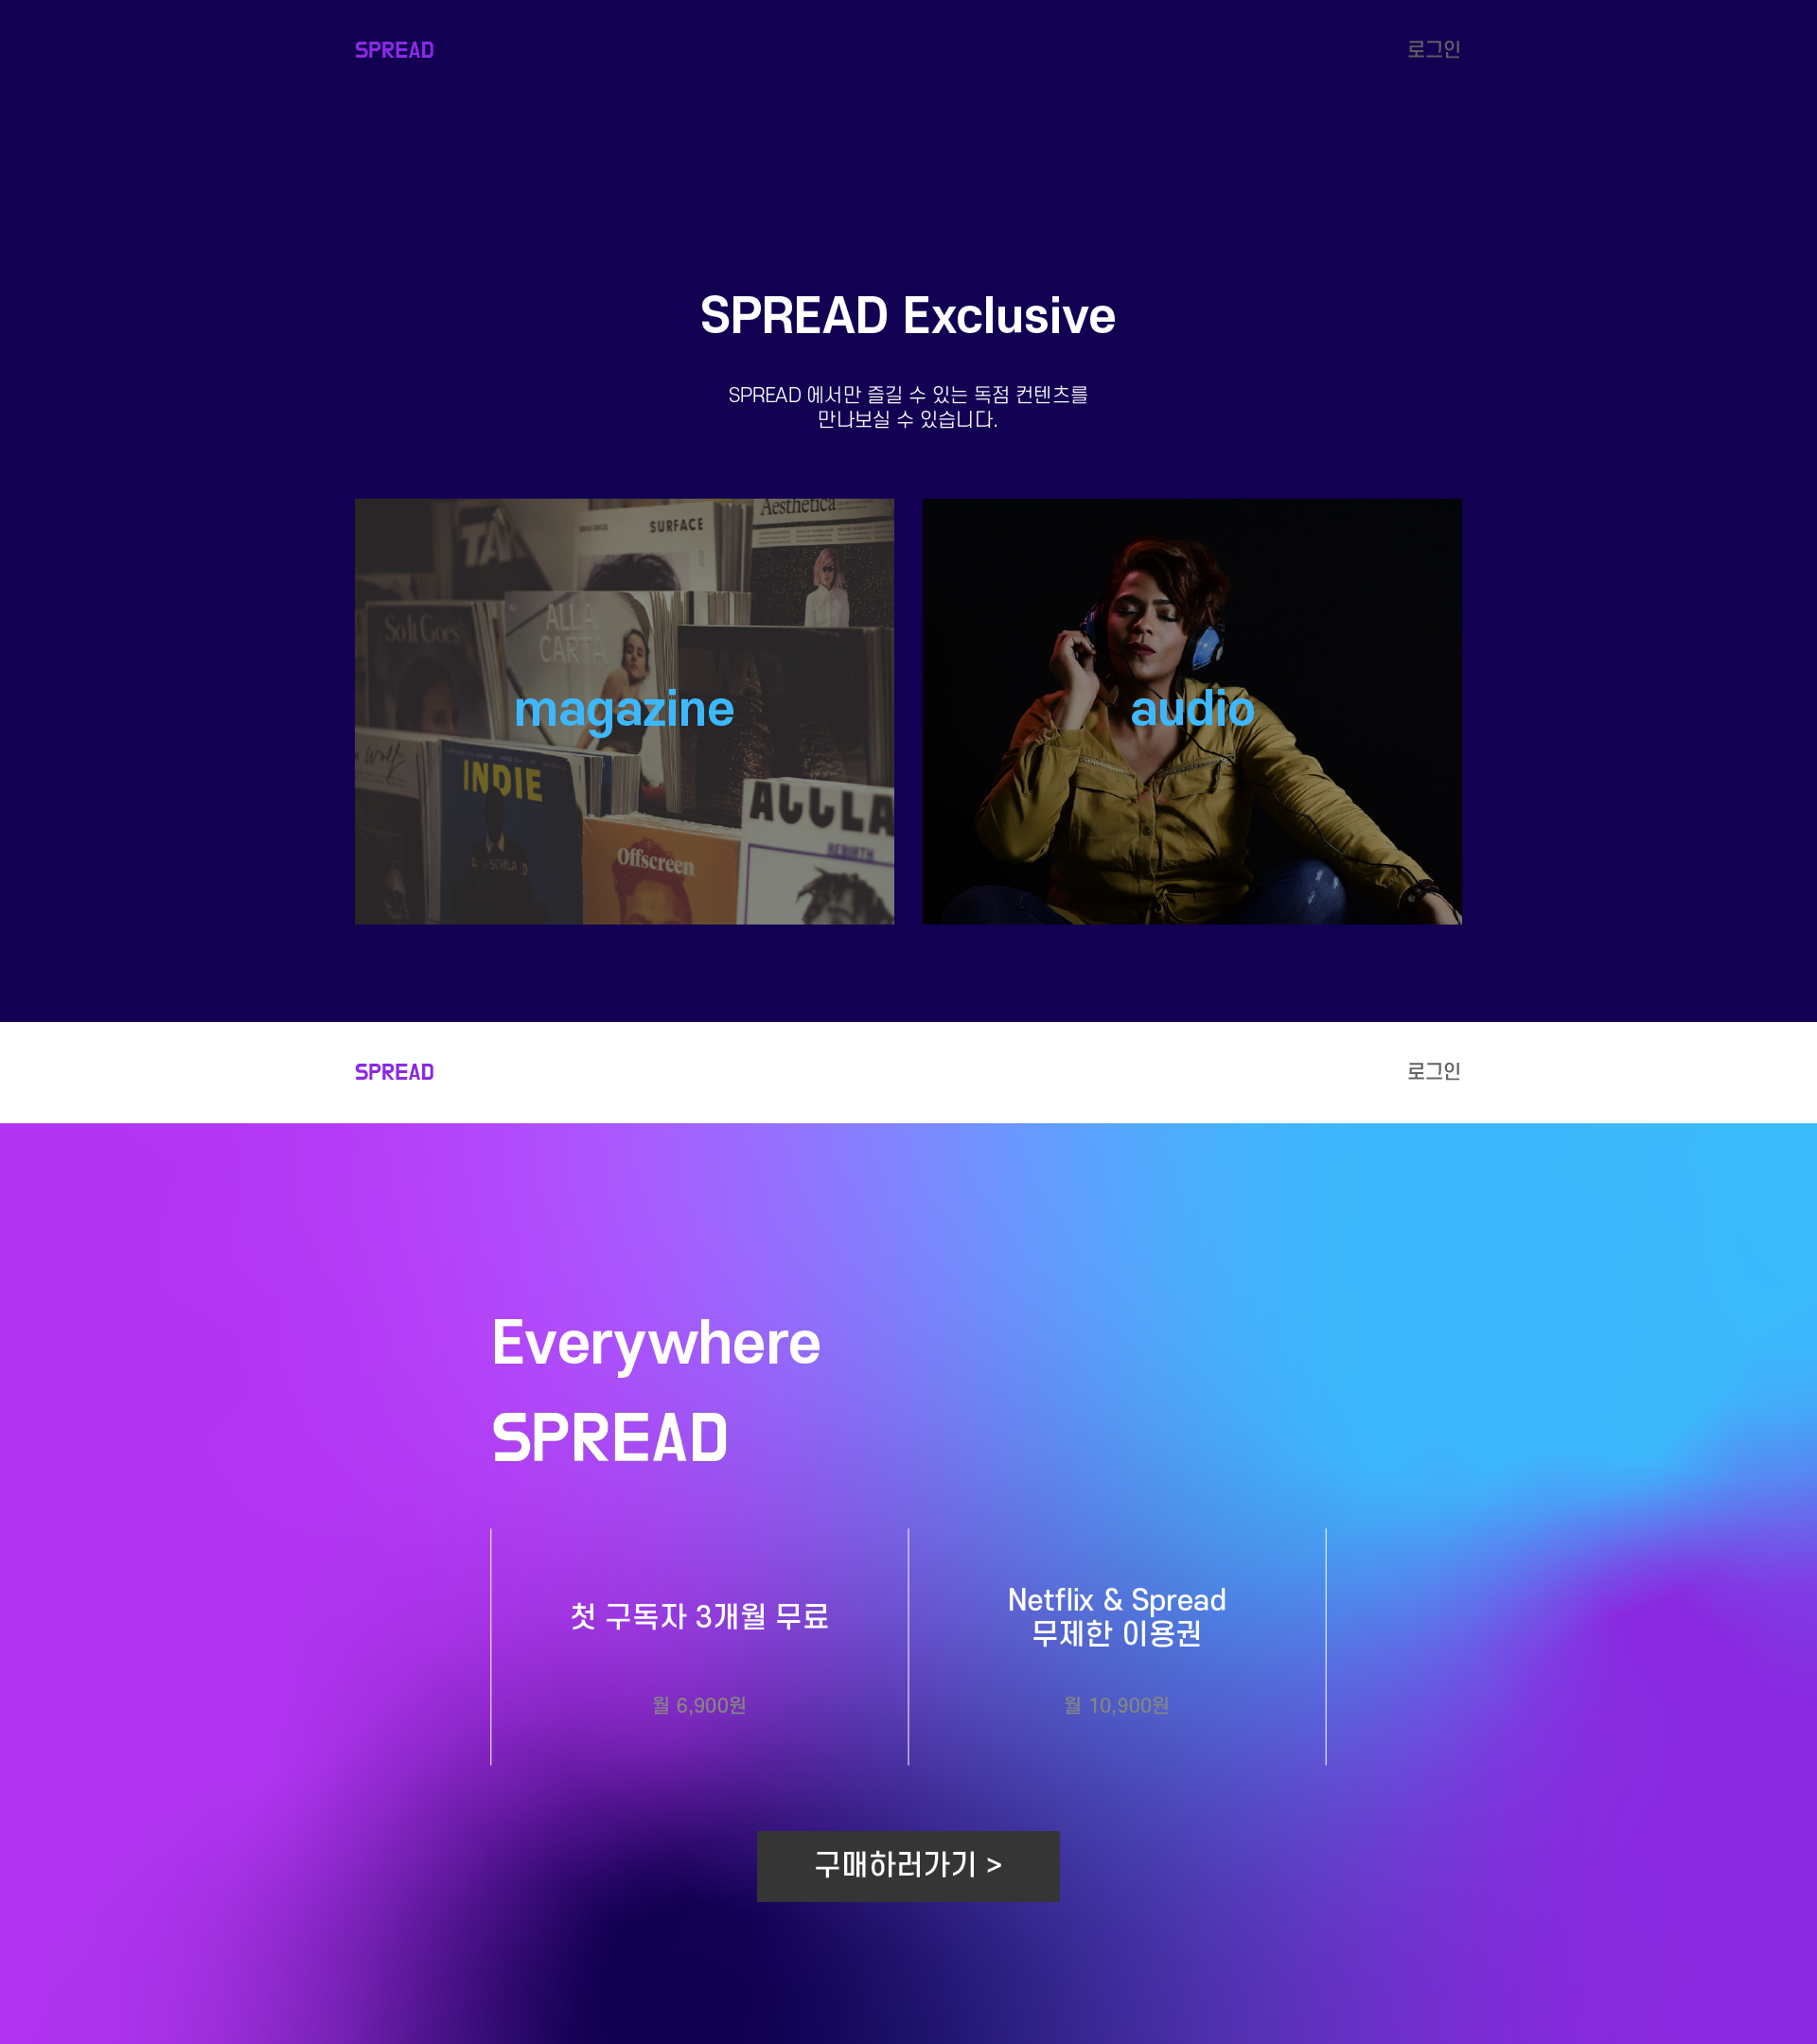 SPREAD
로그인
SPREAD Exclusive
SPREAD 에서만 즐길 수 있는 독점 컨텐츠를
만나보실 수 있습니다.
Aesthetica
SURFACE
So It Goes
ALLA
CARTA
magazine
audio
INDIE
Offscreen
REBIRTH
SPREAD
로그인
Everywhere
SPREAD
첫 구독자 3개월 무료
월 6,900원
Netflix & Spread
무제한 이용권
월 10,900원
구매하러가기 >